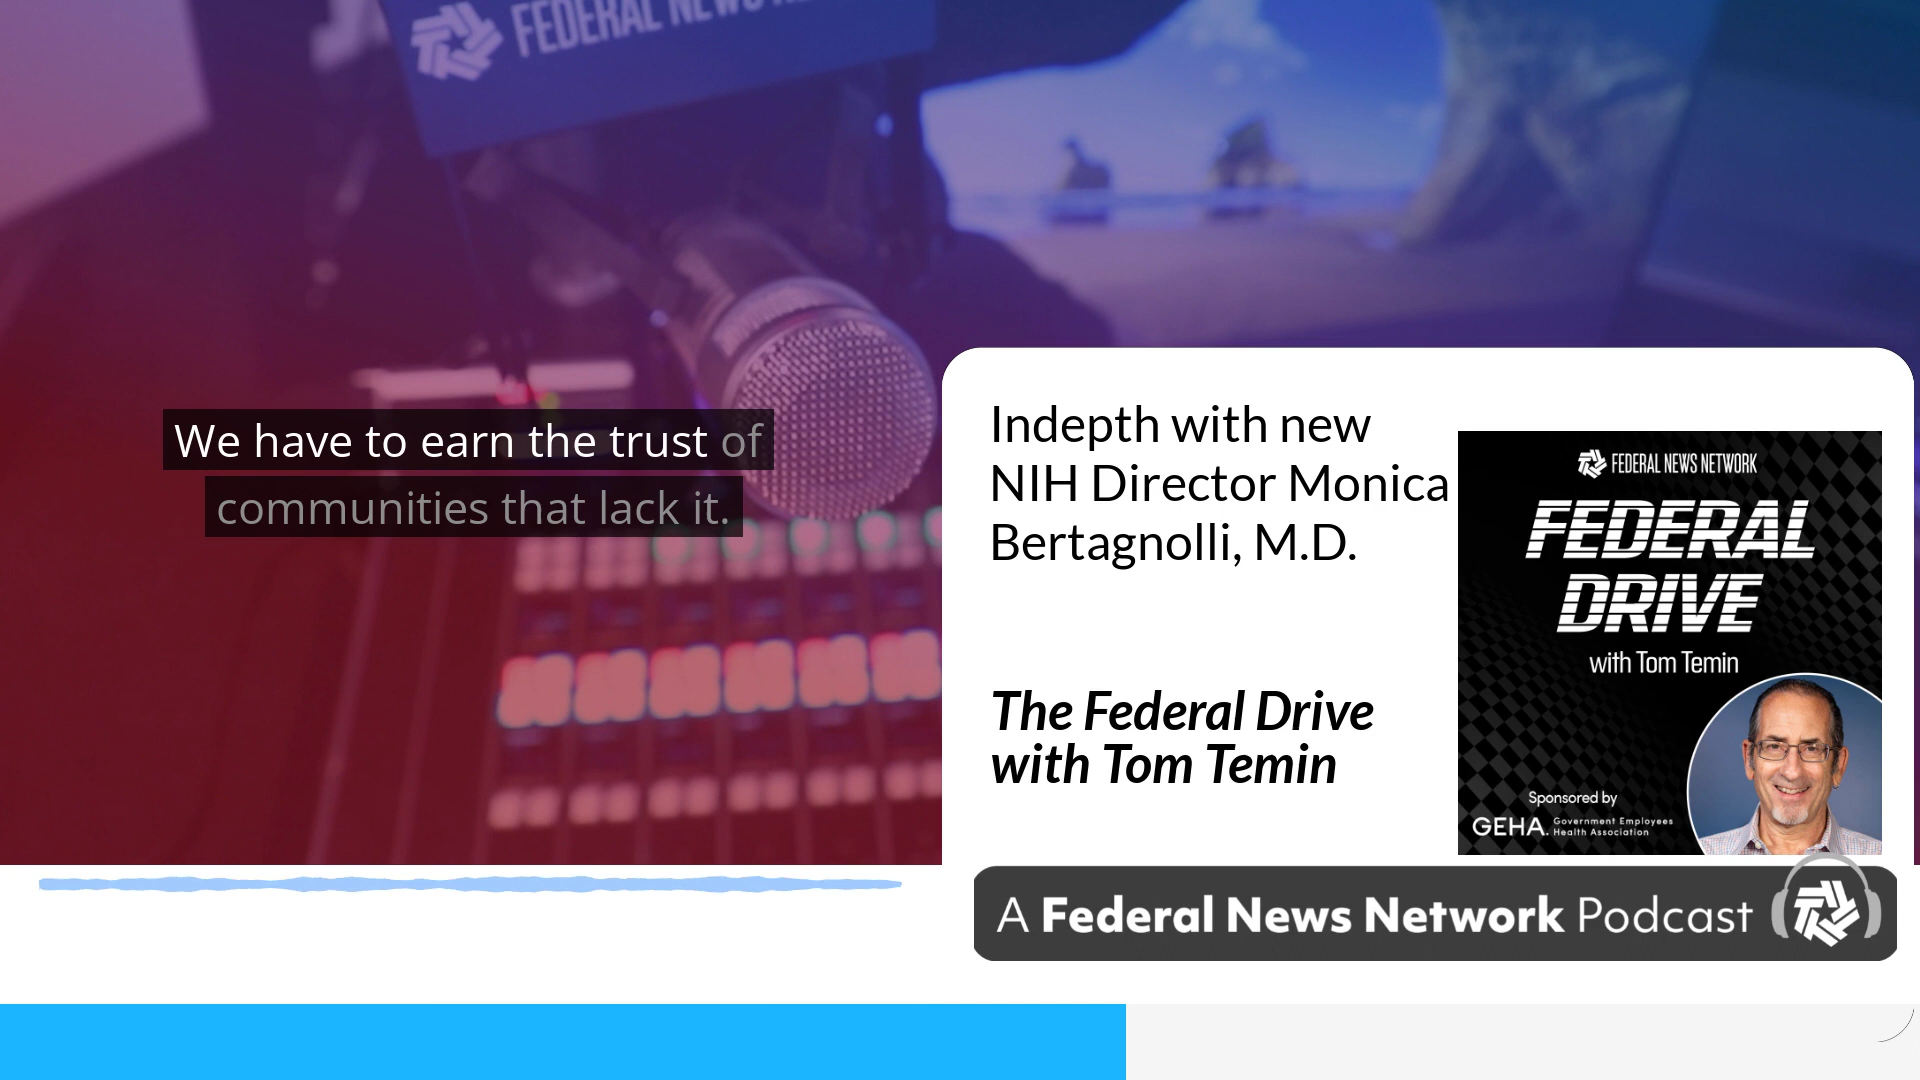 FEDERAL NEWS
We have to earn the trust of
communities that lack it.
Indepth with new
NIH Director Monica
Bertagnolli, M.D.
The Federal Drive
with Tom Temin
FEDERAL NEWS NETWORK
FEDERAL
DRIVE
with Tom Temin
Sponsored by
GEHA. Government Employees
Health Association
A Federal News Network Podcast